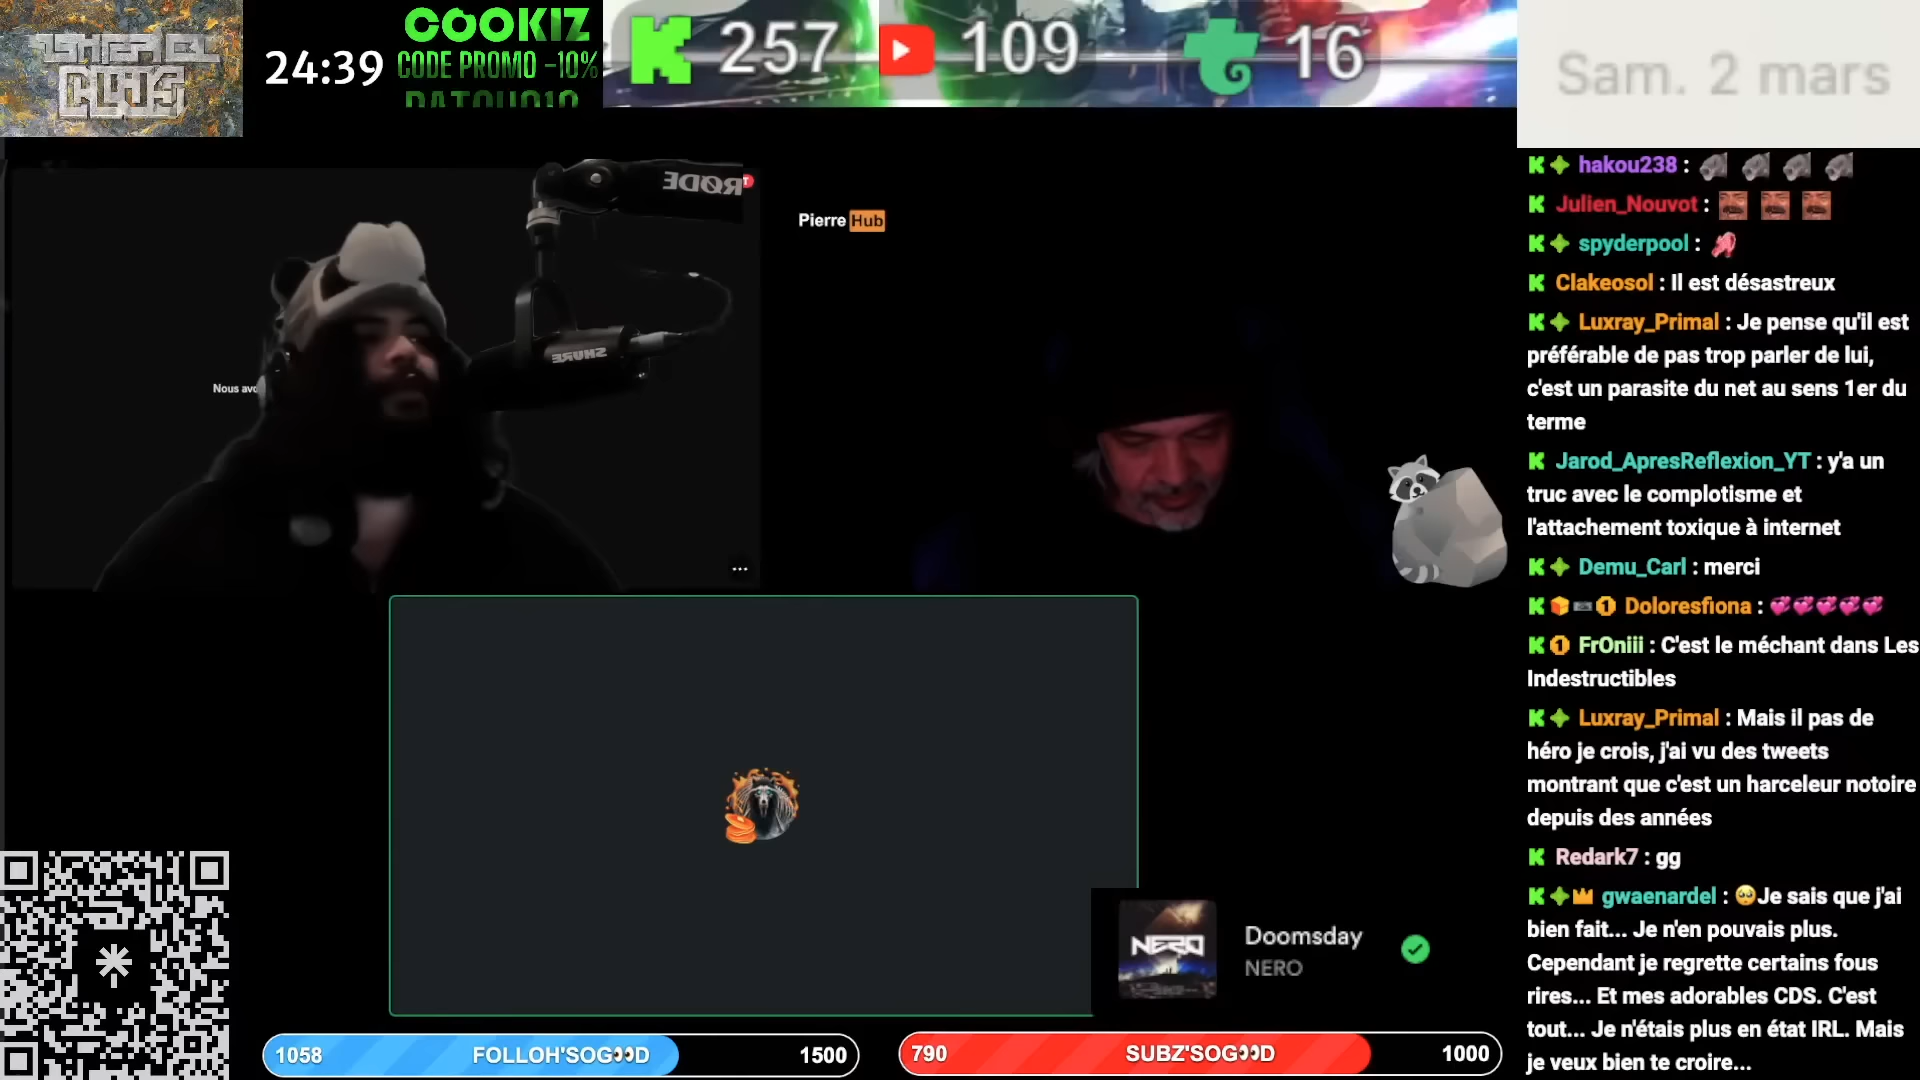 24:39
COOKIZ
CODE PROMO -10%
257
109
16
Sam. 2 mars
RØDE
SHURE
Pierre Hub
Nous avo
hakou238 :
Julien_Nouvot :
spyderpool :
Clakeosol : Il est désastreux
Luxray_Primal : Je pense qu'il est
préférable de pas trop parler de lui,
c'est un parasite du net au sens 1er du
terme
Jarod_ApresReflexion_YT : y'a un
truc avec le complotisme et
l'attachement toxique à internet
Demu_Carl : merci
Doloresfiona : 💞💞💞💞💞
FrOniii : C'est le méchant dans Les
Indestructibles
Luxray_Primal : Mais il pas de
héro je crois, j'ai vu des tweets
montrant que c'est un harceleur notoire
depuis des années
Redark7 : gg
gwaenardel : 🥺Je sais que j'ai
bien fait... Je n'en pouvais plus.
Cependant je regrette certains fous
rires... Et mes adorables CDS. C'est
tout... Je n'étais plus en état IRL. Mais
je veux bien te croire...
NERO
Doomsday
NERO
1058 FOLLOH'SOG👀D 1500
790 SUBZ'SOG👀D 1000